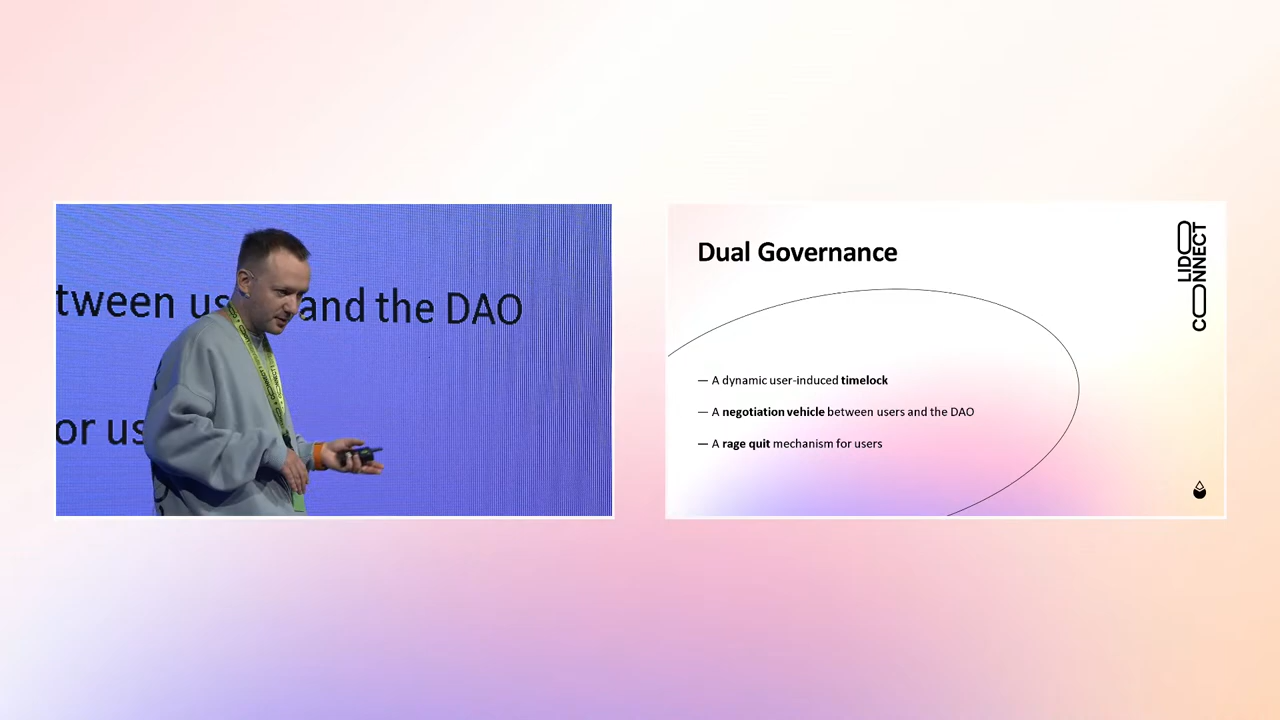 tween us and the DAO
or us
Dual Governance
— A dynamic user-induced timelock
— A negotiation vehicle between users and the DAO
— A rage quit mechanism for users
LIDO
CONNECT